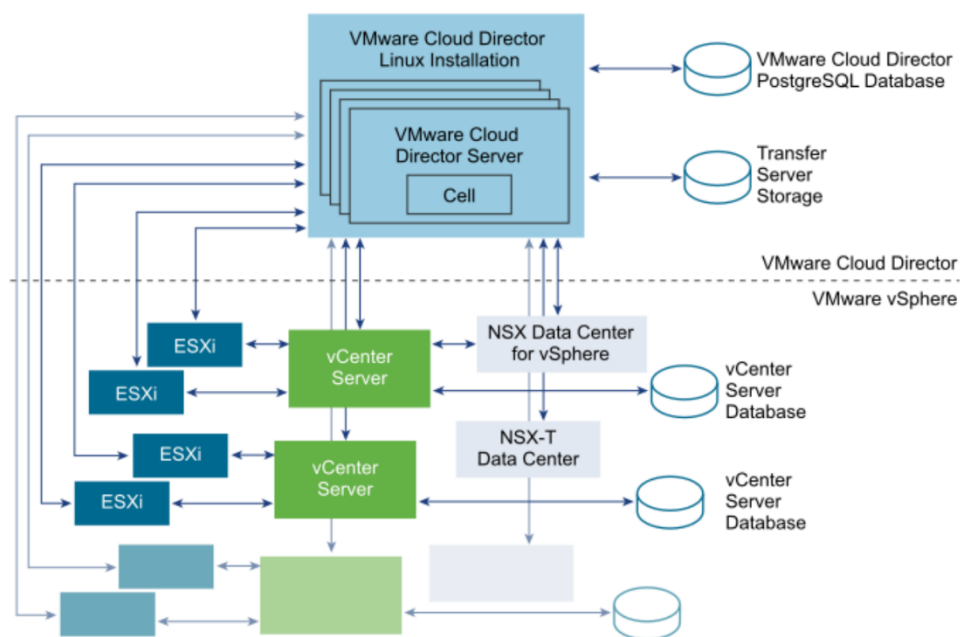 VMware Cloud Director
Linux Installation
VMware Cloud
Director Server
Cell
VMware Cloud Director
PostgreSQL Database
Transfer
Server
Storage
VMware Cloud Director
VMware vSphere
ESXi
vCenter
Server
NSX Data Center
for vSphere
ESXi
vCenter
Server
Database
ESXi
vCenter
Server
NSX-T
Data Center
ESXi
vCenter
Server
Database